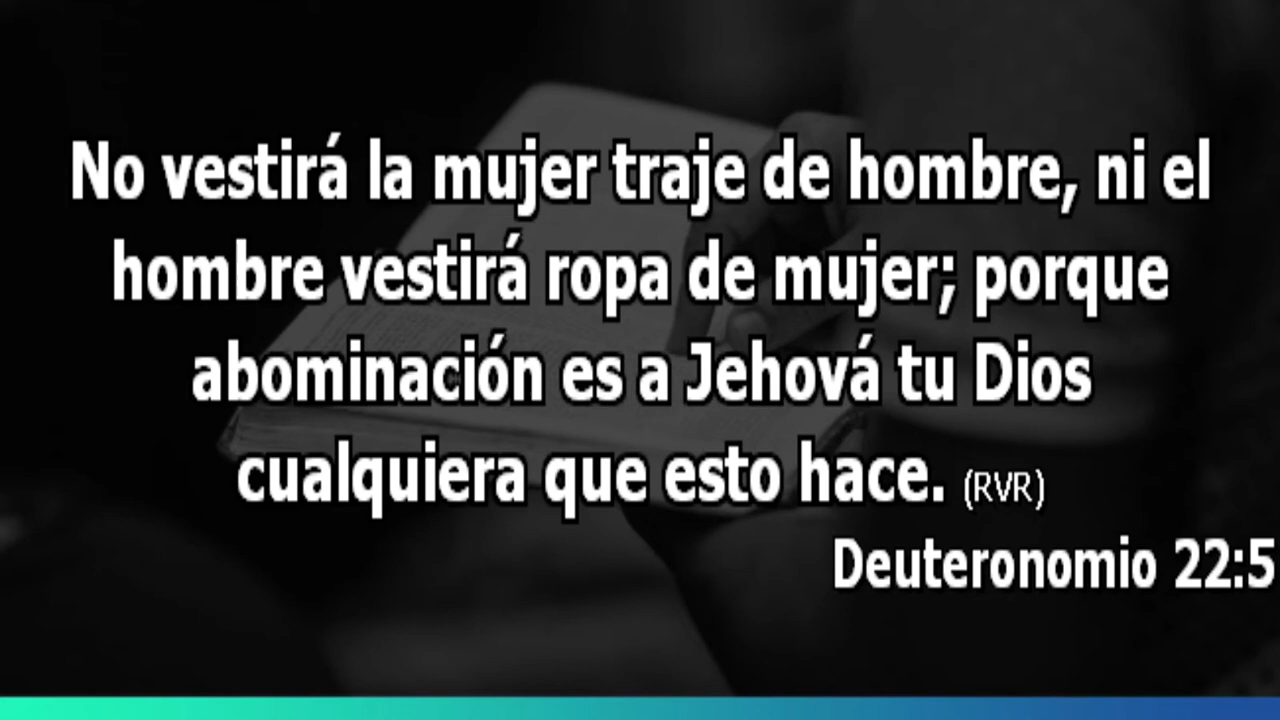 No vestirá la mujer traje de hombre, ni el
hombre vestirá ropa de mujer; porque
abominación es a Jehová tu Dios
cualquiera que esto hace. (RVR)
Deuteronomio 22:5